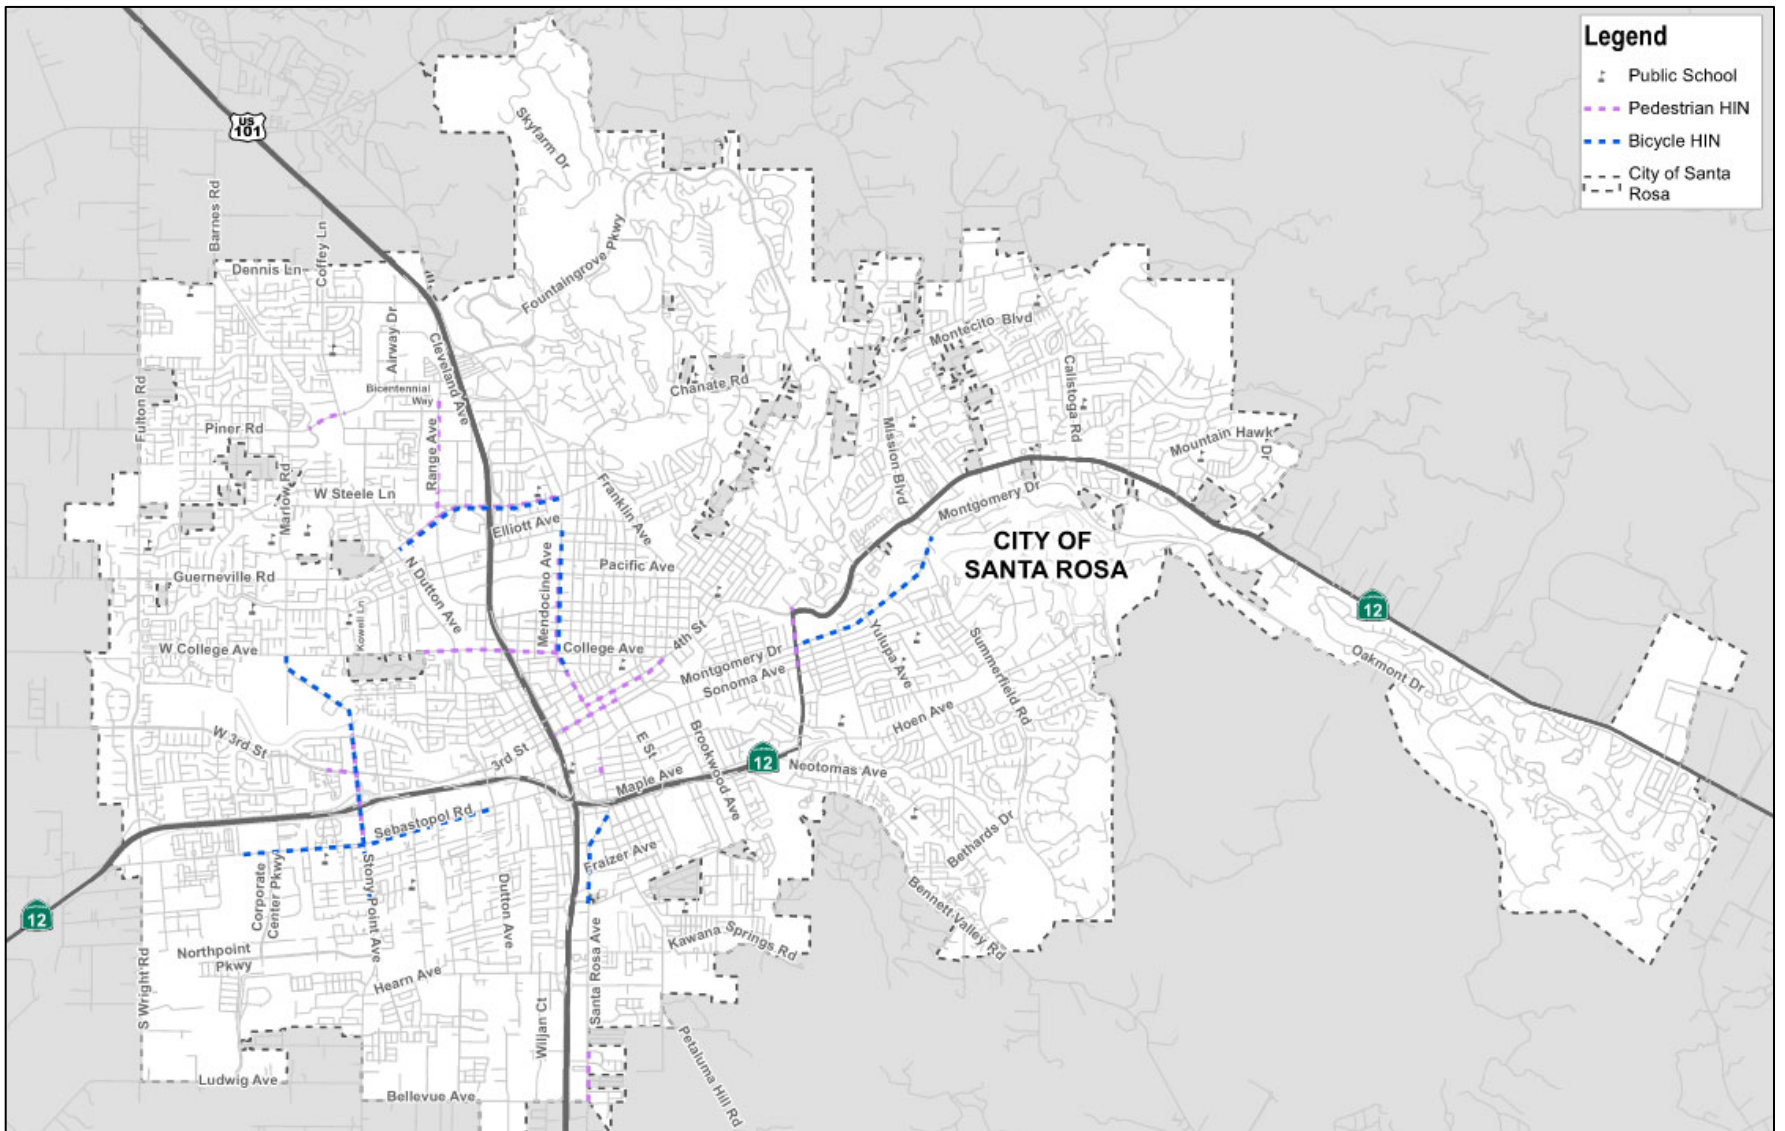 Legend
Public School
Pedestrian HIN
Bicycle HIN
City of Santa
Rosa
US
101
Skyfarm Dr
Barnes Rd
Coffey Ln
Dennis Ln
Fountaingrove Pkwy
Airway Dr
Cleveland Ave
Montecito Blvd
Bicentennial
Way
Chanate Rd
Calistoga Rd
Fulton Rd
Piner Rd
Range Ave
Mission Blvd
Mountain Hawk
Dr
Marlow Rd
W Steele Ln
Franklin Ave
Montgomery Dr
Elliott Ave
CITY OF
SANTA ROSA
Pacific Ave
Guerneville Rd
N Dutton Ave
Mendocino Ave
12
Kowell Ln
W College Ave
College Ave
4th St
Yulupa Ave
Summerfield Rd
Montgomery Dr
Sonoma Ave
Oakmont Dr
Hoen Ave
W 3rd St
3rd St
E St
Brookwood Ave
12
Neotomas Ave
Maple Ave
Sebastopol Rd
Bethards Dr
Fraizer Ave
Corporate
Center Pkwy
Stony Point Ave
Dutton Ave
Bennett Valley Rd
12
Northpoint
Pkwy
Kawana Springs Rd
Hearn Ave
Santa Rosa Ave
S Wright Rd
Wiljan Ct
Petaluma Hill Rd
Ludwig Ave
Bellevue Ave